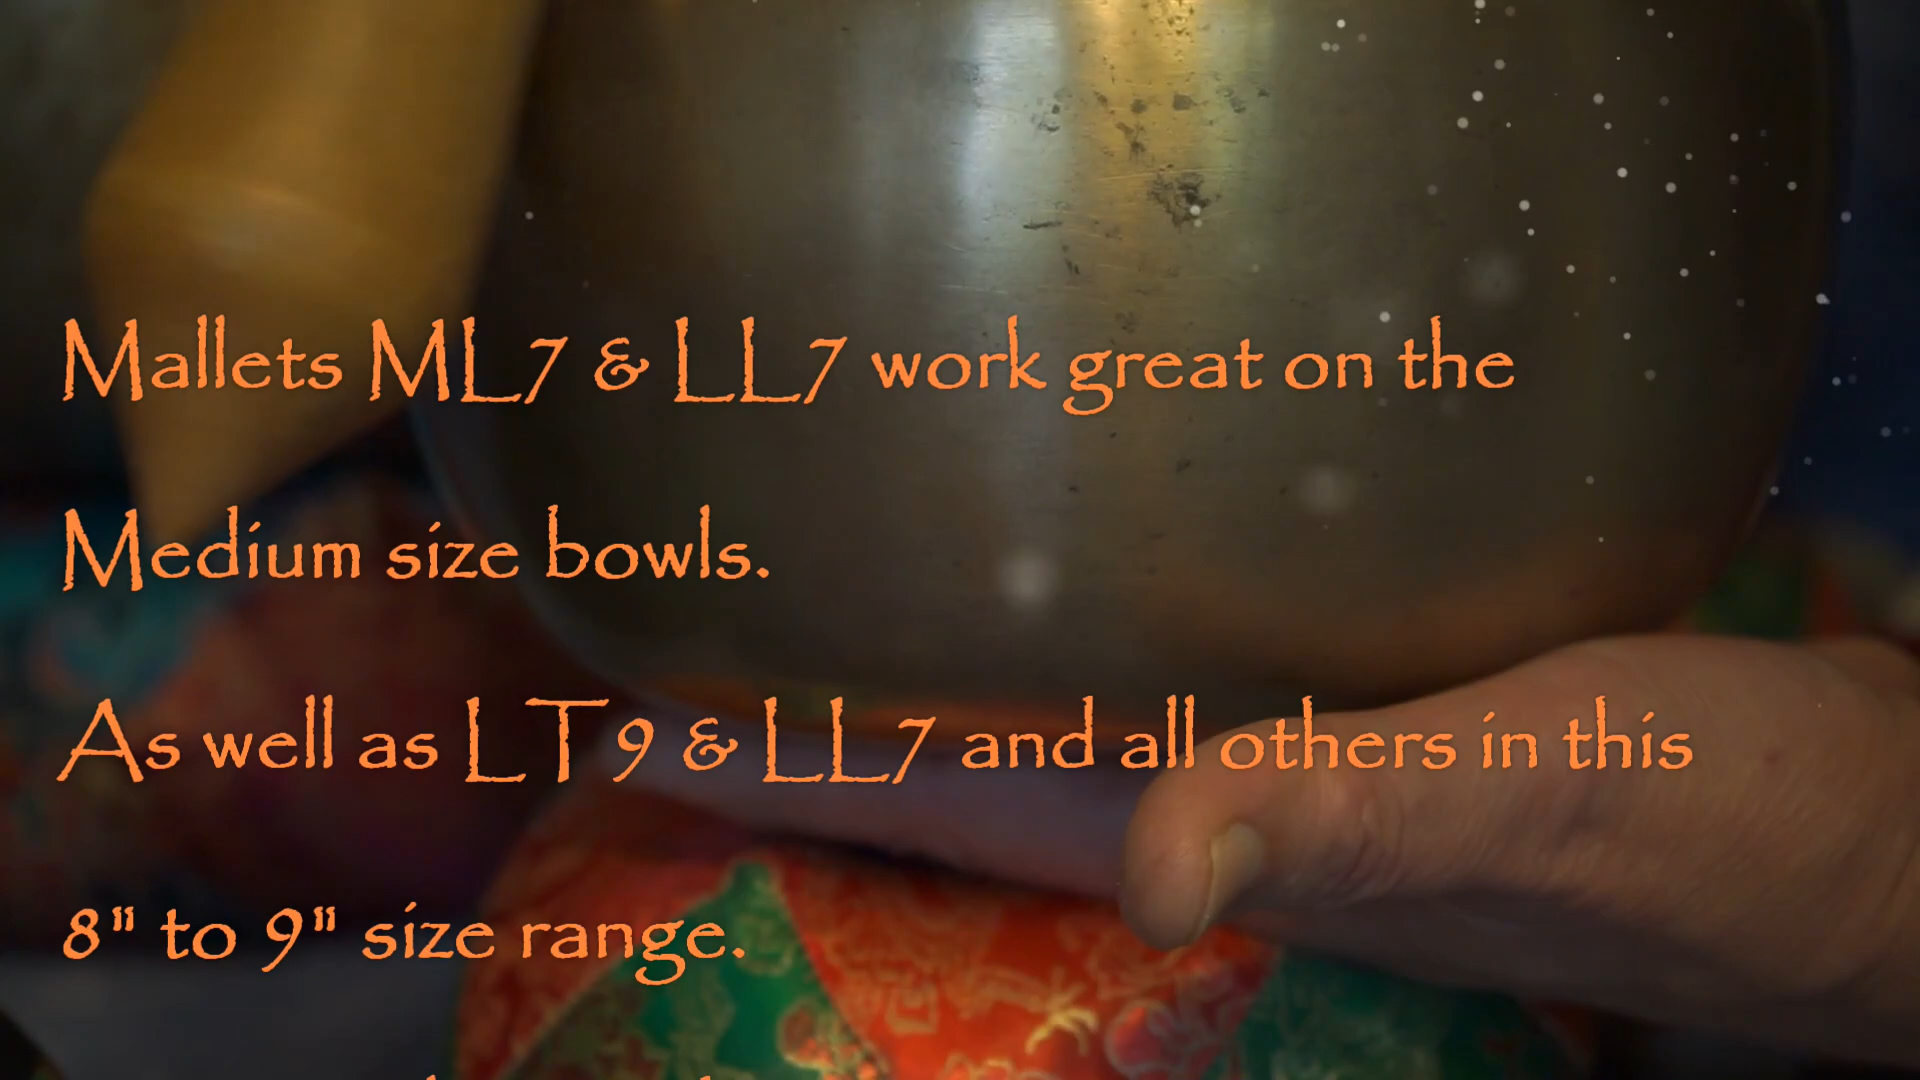 Mallets ML7 & LL7 work great on the
Medium size bowls.
As well as LT9 & LL7 and all others in this
8" to 9" size range.